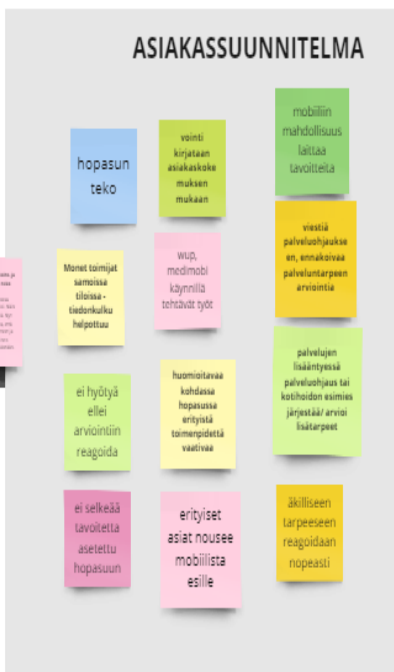 ASIAKASSUUNNITELMA
hopasun
teko
vointi
kirjataan
asiakaskoke
muksen
mukaan
mobiiliin
mahdollisuus
laittaa
tavoitteita
Monet toimijat
samoissa
tiloissa -
tiedonkulku
helpottuu
wup,
medimobi
käynnillä
tehtävät työt
viestiä
palveluohjaukse
en, ennakoivaa
palveluntarpeen
arviointia
ei hyötyä
ellei
arviointiin
reagoida
huomioitavaa
kohdassa
hopasussa
erityistä
toimenpidettä
vaativaa
palvelujen
lisääntyessä
palveluohjaus tai
kotihoidon esimies
järjestää/ arvioi
lisätarpeet
ei selkeää
tavoitetta
asetettu
hopasuun
erityiset
asiat nousee
mobiilista
esille
äkilliseen
tarpeeseen
reagoidaan
nopeasti